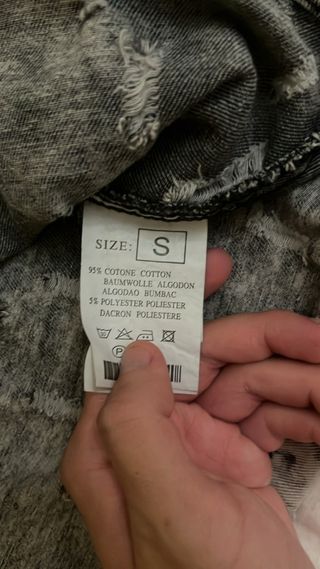 SIZE: S
95% COTONE COTTON
BAUMWOLLE ALGODON
ALGODAO BUMBAC
5% POLYESTER POLIESTER
DACRON POLIESTERE
P